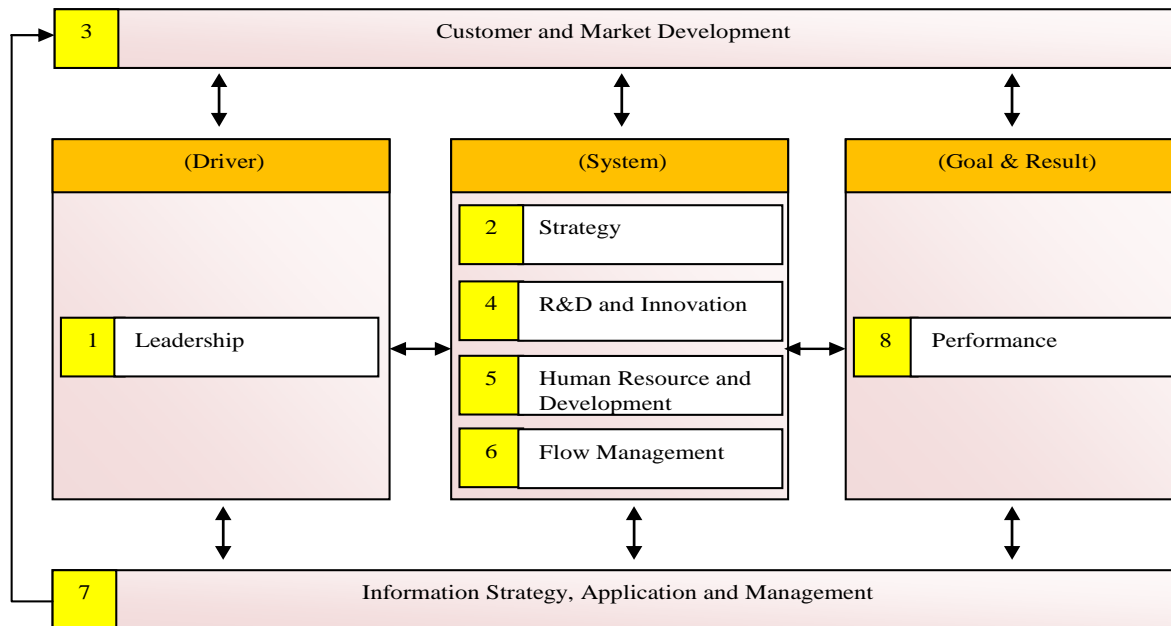 3 Customer and Market Development
(Driver)
(System)
(Goal & Result)
2 Strategy
4 R&D and Innovation
1 Leadership
8 Performance
5 Human Resource and
Development
6 Flow Management
7 Information Strategy, Application and Management